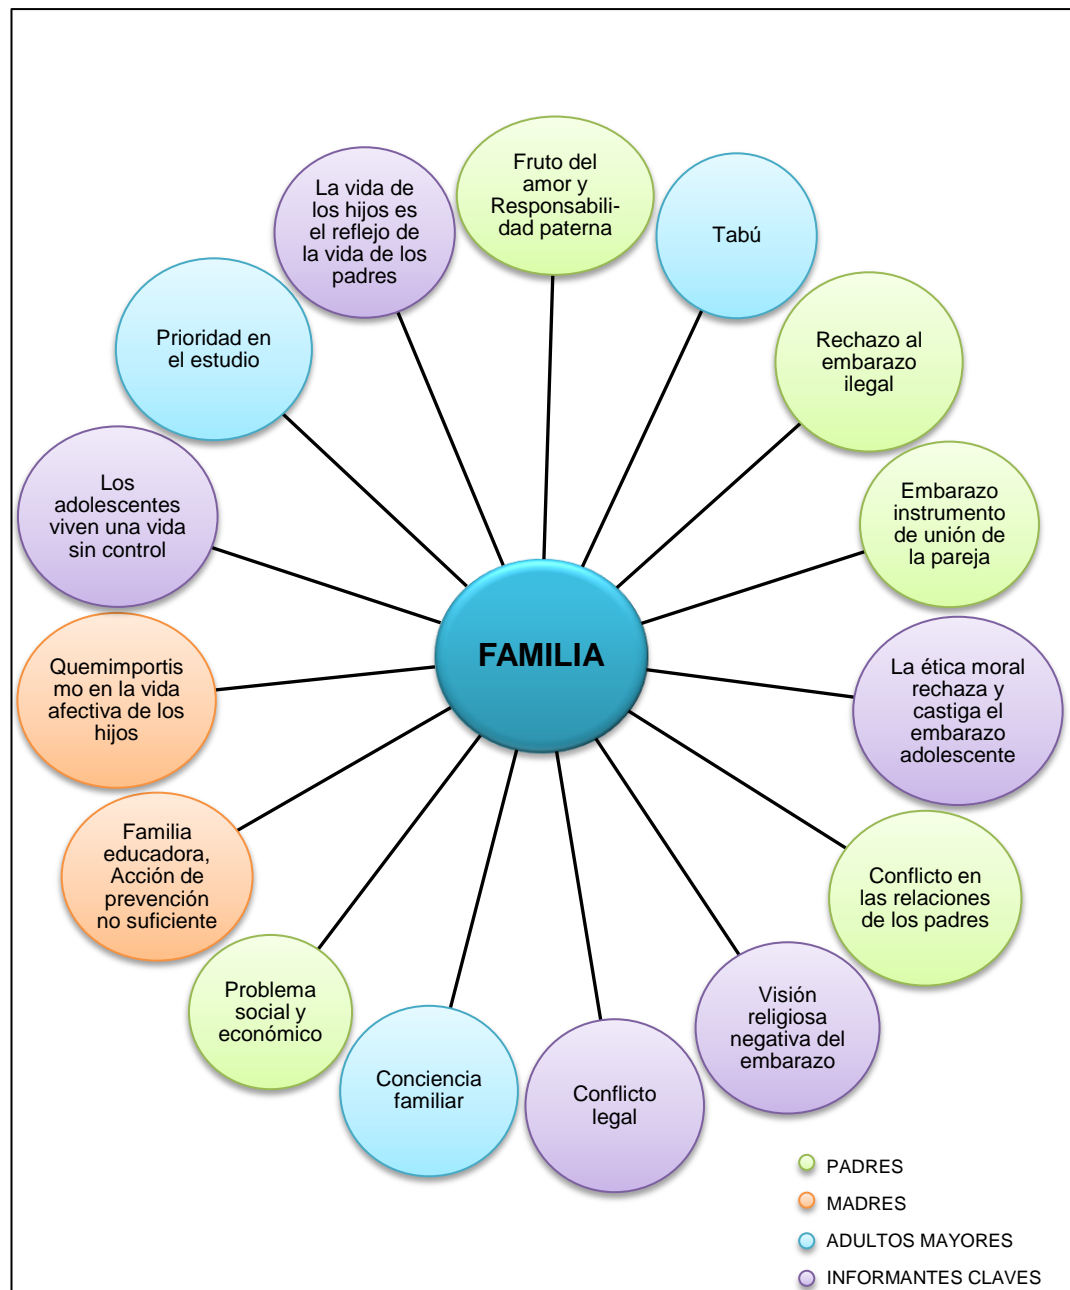 Fruto del
amor y
Responsabili-
dad paterna
Tabú
Rechazo al
embarazo
ilegal
Embarazo
instrumento
de unión de
la pareja
La ética moral
rechaza y
castiga el
embarazo
adolescente
Conflicto en
las relaciones
de los padres
Visión
religiosa
negativa del
embarazo
Conflicto
legal
Conciencia
familiar
Problema
social y
económico
Familia
educadora,
Acción de
prevención
no suficiente
Quemimportis
mo en la vida
afectiva de los
hijos
Los
adolescentes
viven una vida
sin control
Prioridad en
el estudio
La vida de
los hijos es
el reflejo de
la vida de los
padres
FAMILIA
PADRES
MADRES
ADULTOS MAYORES
INFORMANTES CLAVES